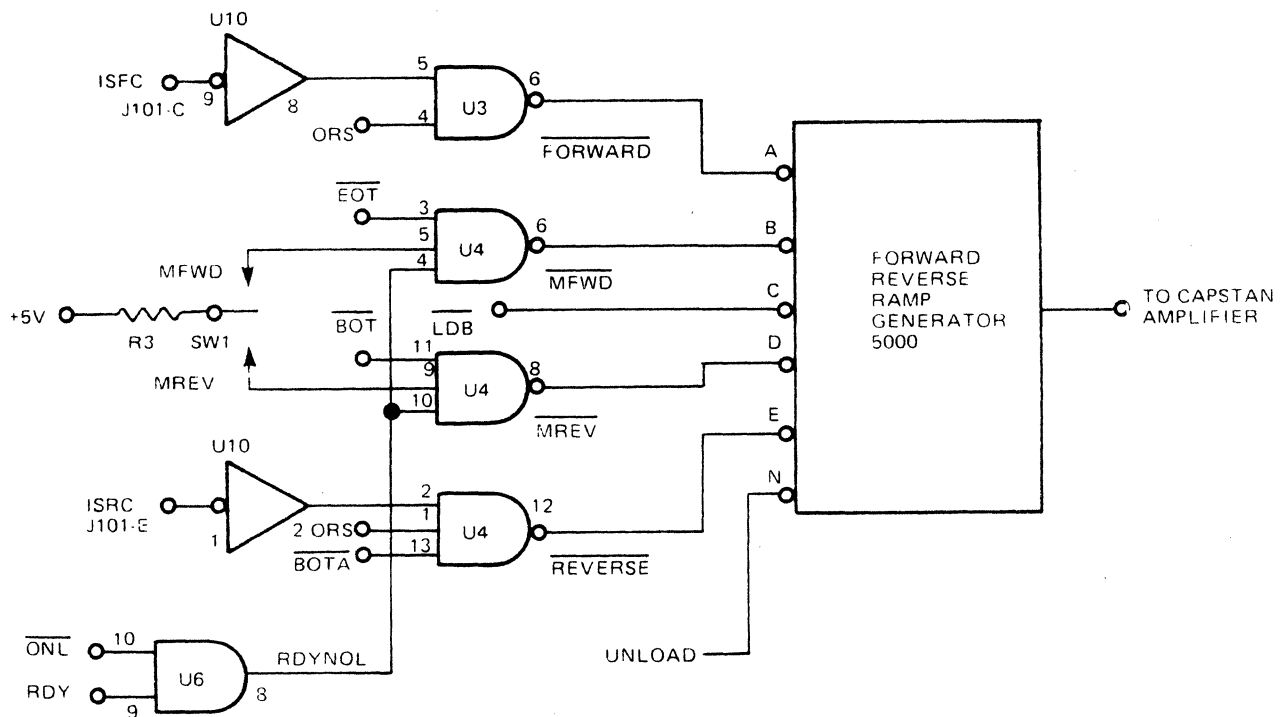 U10
ISFC
9
J101-C
8
5
4
ORS
U3
6
FORWARD
EOT
3
5
4
U4
6
MFWD
MFWD
+5V
R3
SW1
MREV
BOT
LDB
11
9
10
U4
8
MREV
U10
ISRC
J101-E
1
2
2 ORS
1
BOTA
13
U4
12
REVERSE
ONL
10
RDY
9
U6
8
RDYNOL
UNLOAD
A
B
C
D
E
N
FORWARD
REVERSE
RAMP
GENERATOR
5000
TO CAPSTAN
AMPLIFIER